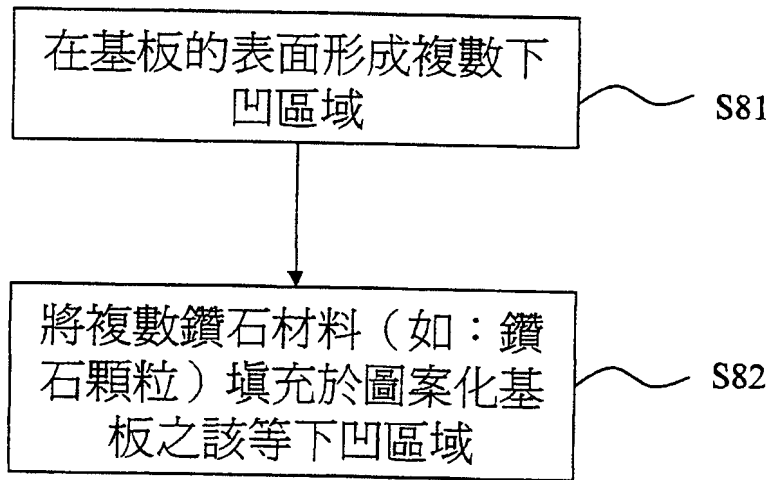 在基板的表面形成複數下
凹區域
S81
將複數鑽石材料（如：鑽
石顆粒）填充於圖案化基
板之該等下凹區域
S82